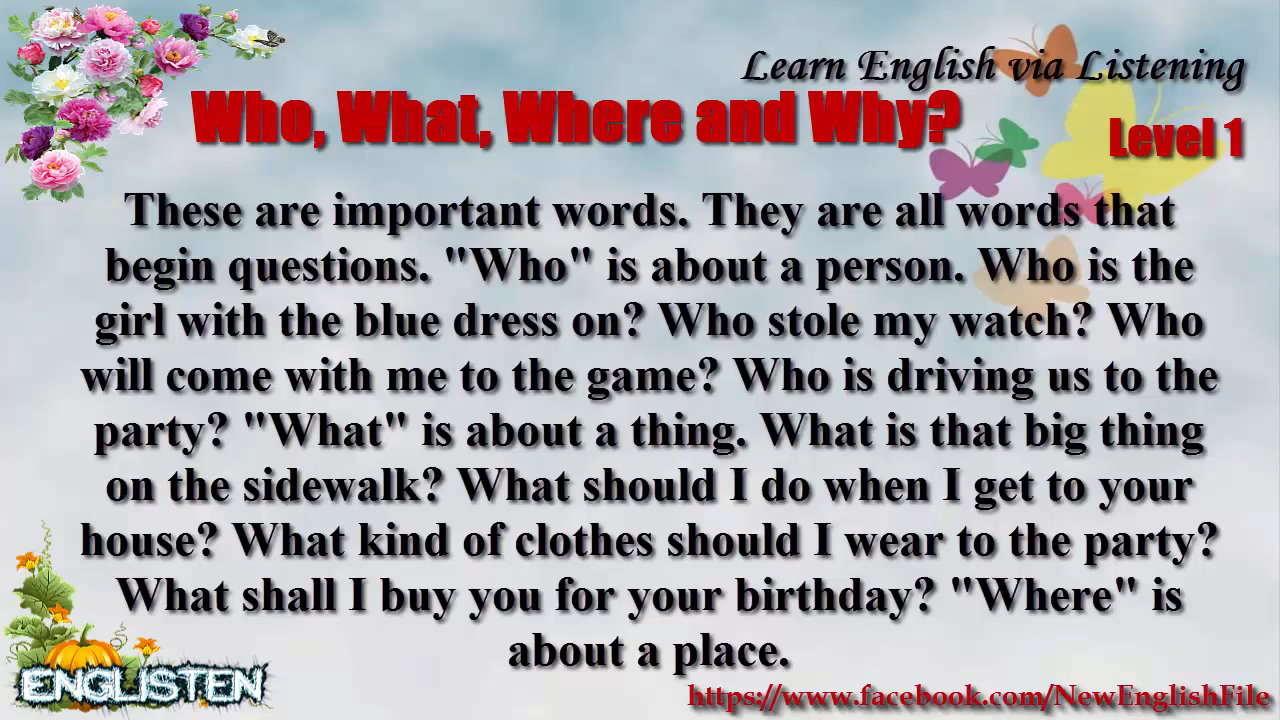 Learn English via Listening
Who, What, Where and Why?
Level 1
These are important words. They are all words that
begin questions. "Who" is about a person. Who is the
girl with the blue dress on? Who stole my watch? Who
will come with me to the game? Who is driving us to the
party? "What" is about a thing. What is that big thing
on the sidewalk? What should I do when I get to your
house? What kind of clothes should I wear to the party?
What shall I buy you for your birthday? "Where" is
about a place.
ENGLISTEN
https://www.facebook.com/NewEnglishFile